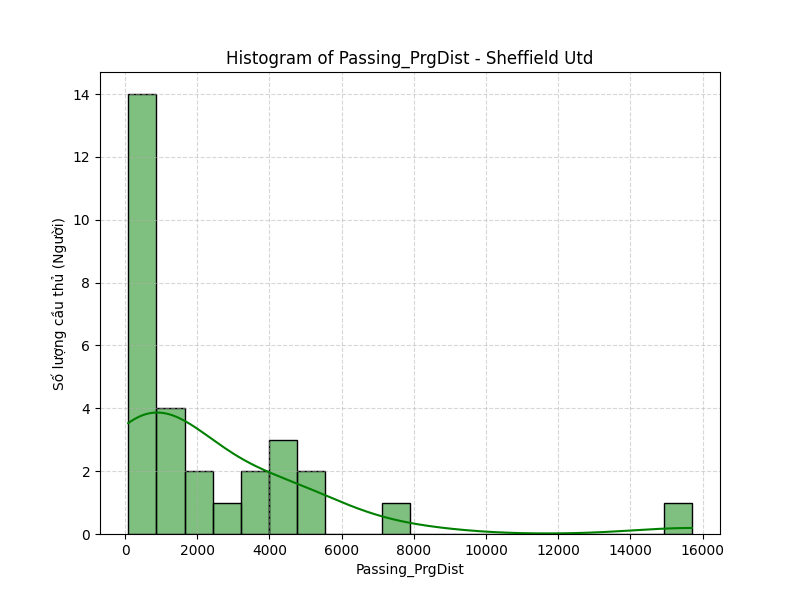 Histogram of Passing_PrgDist - Sheffield Utd
Số lượng cầu thủ (Người)
14
12
10
8
6
4
2
0
0 2000 4000 6000 8000 10000 12000 14000 16000
Passing_PrgDist